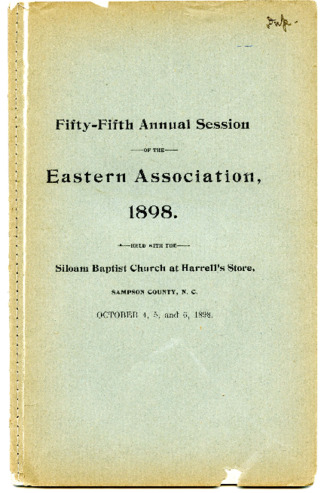 Dup.
Fifty-Fifth Annual Session
OF THE
Eastern Association,
1898.
HELD WITH THE
Siloam Baptist Church at Harrell's Store,
SAMPSON COUNTY, N. C.
OCTOBER 4, 5, and 6, 1898.